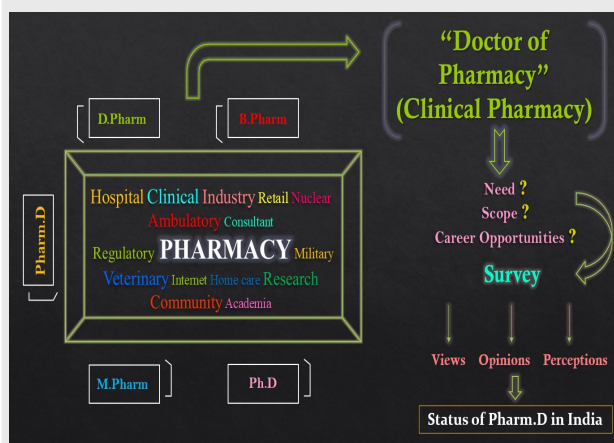 D.Pharm
B.Pharm
Pharm.D
Hospital Clinical Industry Retail Nuclear
Ambulatory Consultant
Regulatory PHARMACY Military
Veterinary Internet Home care Research
Community Academia
M.Pharm
Ph.D
“Doctor of
Pharmacy”
(Clinical Pharmacy)
Need ?
Scope ?
Career Opportunities ?
Survey
Views Opinions Perceptions
Status of Pharm.D in India